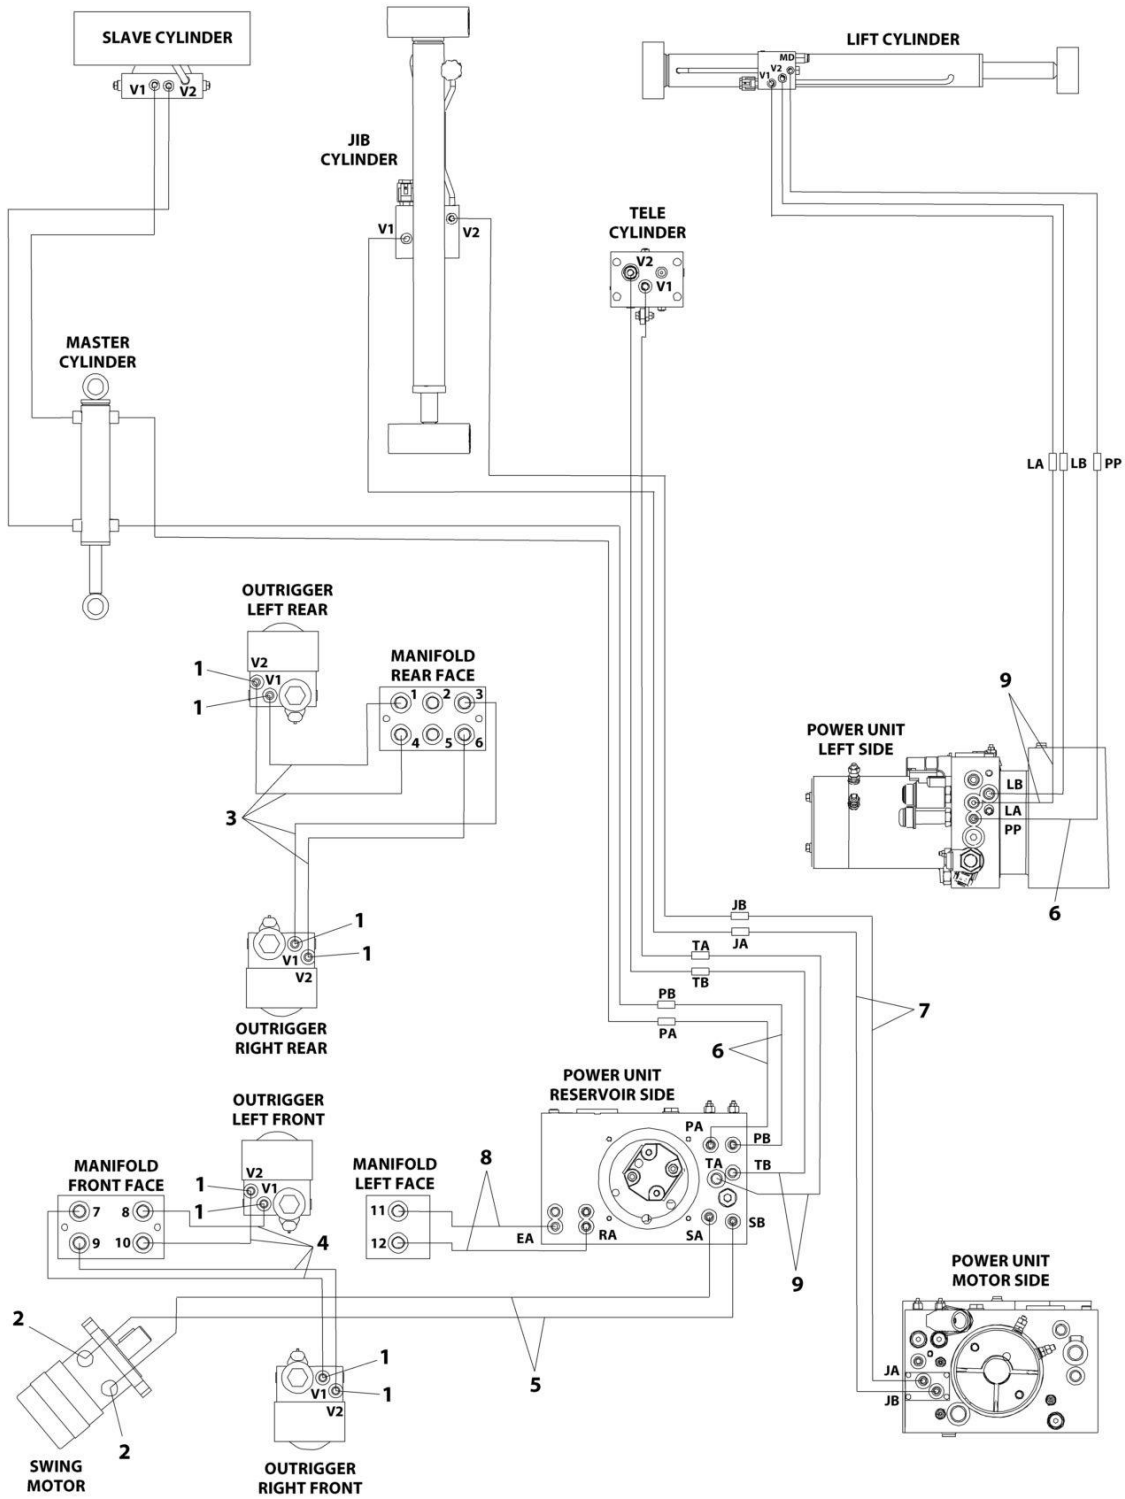 SLAVE CYLINDER
V1
V2
JIB
CYLINDER
V1
V2
LIFT CYLINDER
MD
V2
V1
TELE
CYLINDER
V2
V1
MASTER
CYLINDER
LA
LB
PP
OUTRIGGER
LEFT REAR
V2
V1
1
1
MANIFOLD
REAR FACE
1
2
3
4
5
6
3
9
POWER UNIT
LEFT SIDE
LB
LA
PP
6
1
1
V1
V2
OUTRIGGER
RIGHT REAR
JB
JA
TA
TB
PB
PA
7
6
POWER UNIT
RESERVOIR SIDE
PA
PB
TA
TB
SA
SB
EA
RA
9
OUTRIGGER
LEFT FRONT
V2
V1
1
1
MANIFOLD
FRONT FACE
7
8
9
10
4
MANIFOLD
LEFT FACE
11
12
8
5
POWER UNIT
MOTOR SIDE
JA
JB
2
2
SWING
MOTOR
1
1
V1
V2
OUTRIGGER
RIGHT FRONT